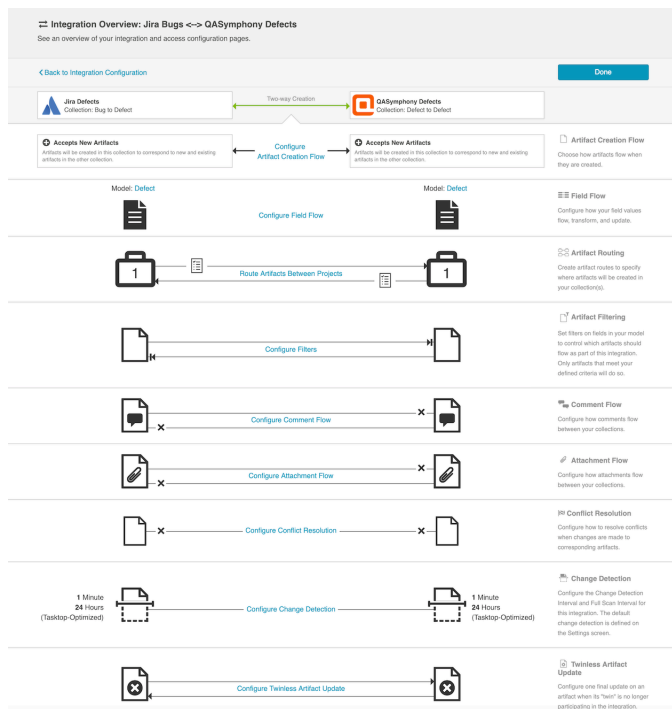 Integration Overview: Jira Bugs <--> QASymphony Defects
See an overview of your integration and access configuration pages.
Back to Integration Configuration
Done
Jira Defects
Collection: Bug to Defect
Two-way Creation
QASymphony Defects
Collection: Defect to Defect
Accepts New Artifacts
Artifacts will be created in this collection to correspond to new and existing
artifacts in the other collection.
Configure
Artifact Creation Flow
Accepts New Artifacts
Artifacts will be created in this collection to correspond to new and existing
artifacts in the other collection.
Artifact Creation Flow
Choose how artifacts flow when
they are created.
Model: Defect
Configure Field Flow
Model: Defect
Field Flow
Configure how your field values
flow, transform, and update.
1
Route Artifacts Between Projects
1
Artifact Routing
Create artifact routes to specify
where artifacts will be created in
your collection(s).
Configure Filters
Artifact Filtering
Set filters on fields in your model
to control which artifacts should
flow as part of this integration.
Only artifacts that meet your
defined criteria will do so.
Configure Comment Flow
Comment Flow
Configure how comments flow
between your collections.
Configure Attachment Flow
Attachment Flow
Configure how attachments flow
between your collections.
Configure Conflict Resolution
Conflict Resolution
Configure how to resolve conflicts
when changes are made to
corresponding artifacts.
1 Minute
24 Hours
(Tasktop-Optimized)
Configure Change Detection
1 Minute
24 Hours
(Tasktop-Optimized)
Change Detection
Configure the Change Detection
Interval and Full Scan Interval for
this integration. The default
change detection is defined on
the Settings screen.
Configure Twinless Artifact Update
Twinless Artifact
Update
Configure one final update on an
artifact when its "twin" is no longer
participating in the integration.